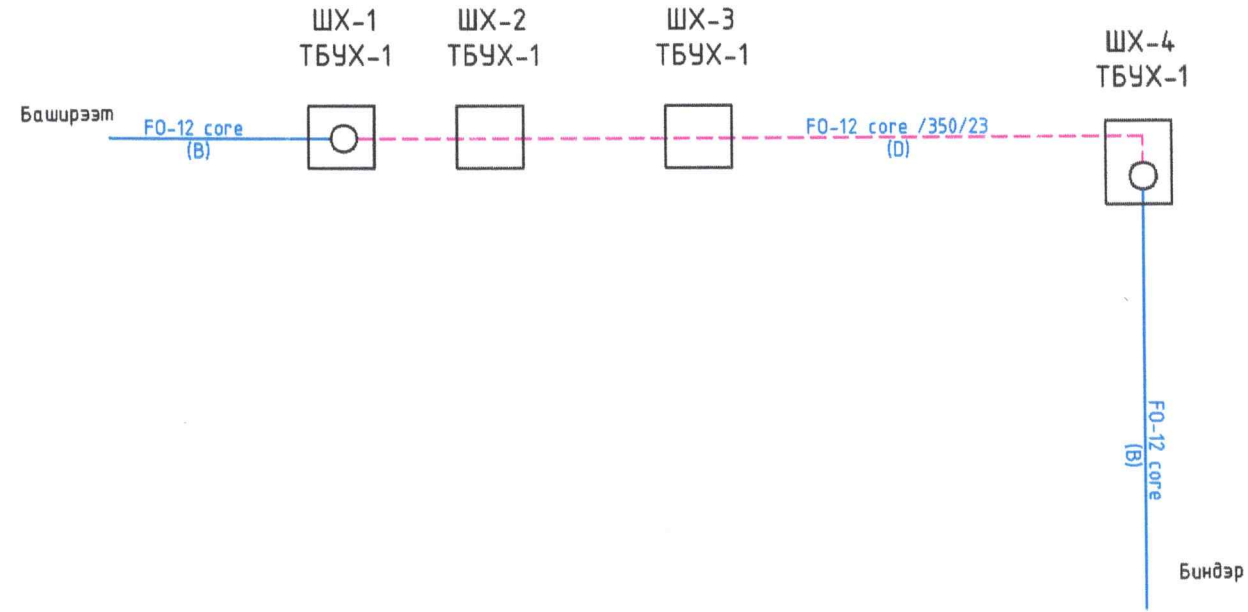 ШХ-1
ТБУХ-1
ШХ-2
ТБУХ-1
ШХ-3
ТБУХ-1
ШХ-4
ТБУХ-1
Баширээт
FO-12 core
(B)
FO-12 core /350/23
(D)
FO-12 core
(B)
Биндэр